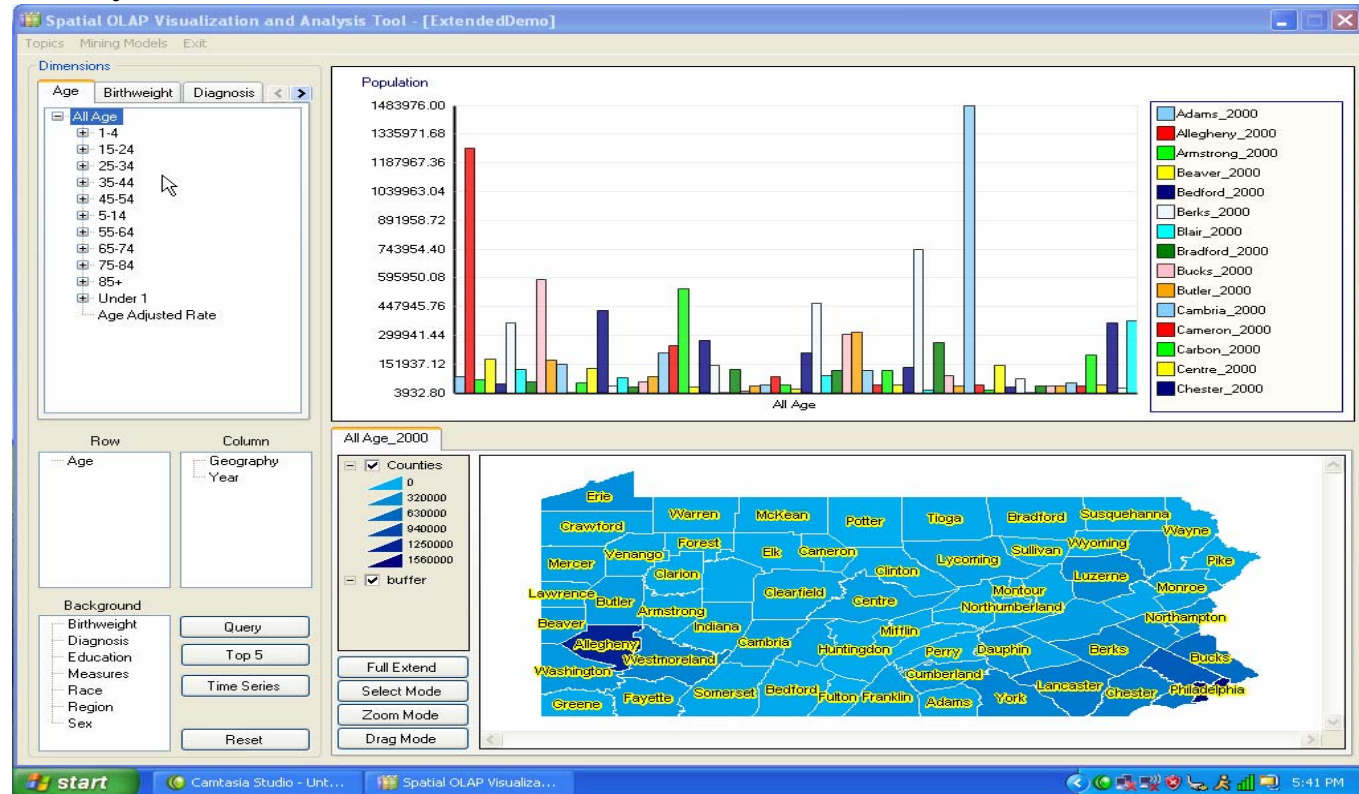 Spatial OLAP Visualization and Analysis Tool - [ExtendedDemo]
Topics Mining Models Exit
Dimensions
Age Birthweight Diagnosis
All Age
1-4
15-24
25-34
35-44
45-54
5-14
55-64
65-74
75-84
85+
Under 1
Age Adjusted Rate
Row
Column
Age
Geography
Year
Background
Birthweight
Diagnosis
Education
Measures
Race
Region
Sex
Query
Top 5
Time Series
Reset
Population
1483976.00
1335971.68
1187967.36
1039963.04
891958.72
743954.40
595950.08
447945.76
299941.44
151937.12
3932.80
All Age
Adams_2000
Allegheny_2000
Armstrong_2000
Beaver_2000
Bedford_2000
Berks_2000
Blair_2000
Bradford_2000
Bucks_2000
Butler_2000
Cambria_2000
Cameron_2000
Carbon_2000
Centre_2000
Chester_2000
All Age_2000
Counties
0
320000
630000
940000
1250000
1560000
buffer
Full Extend
Select Mode
Zoom Mode
Drag Mode
Erie
Crawford Warren McKean Potter Tioga Bradford Susquehanna Wayne
Mercer Venango Forest Elk Cameron Clinton Lycoming Sullivan Wyoming Pike
Clarion Luzerne
Lawrence Butler Armstrong Clearfield Centre Montour Monroe
Northumberland
Beaver Indiana Mifflin Northampton
Allegheny Westmoreland Cambria Huntingdon Perry Dauphin Berks Bucks
Washington Cumberland
Greene Fayette Somerset Bedford Fulton Franklin Adams York Lancaster Chester Philadelphia
start Camtasia Studio - Unt... Spatial OLAP Visualiza... 5:41 PM